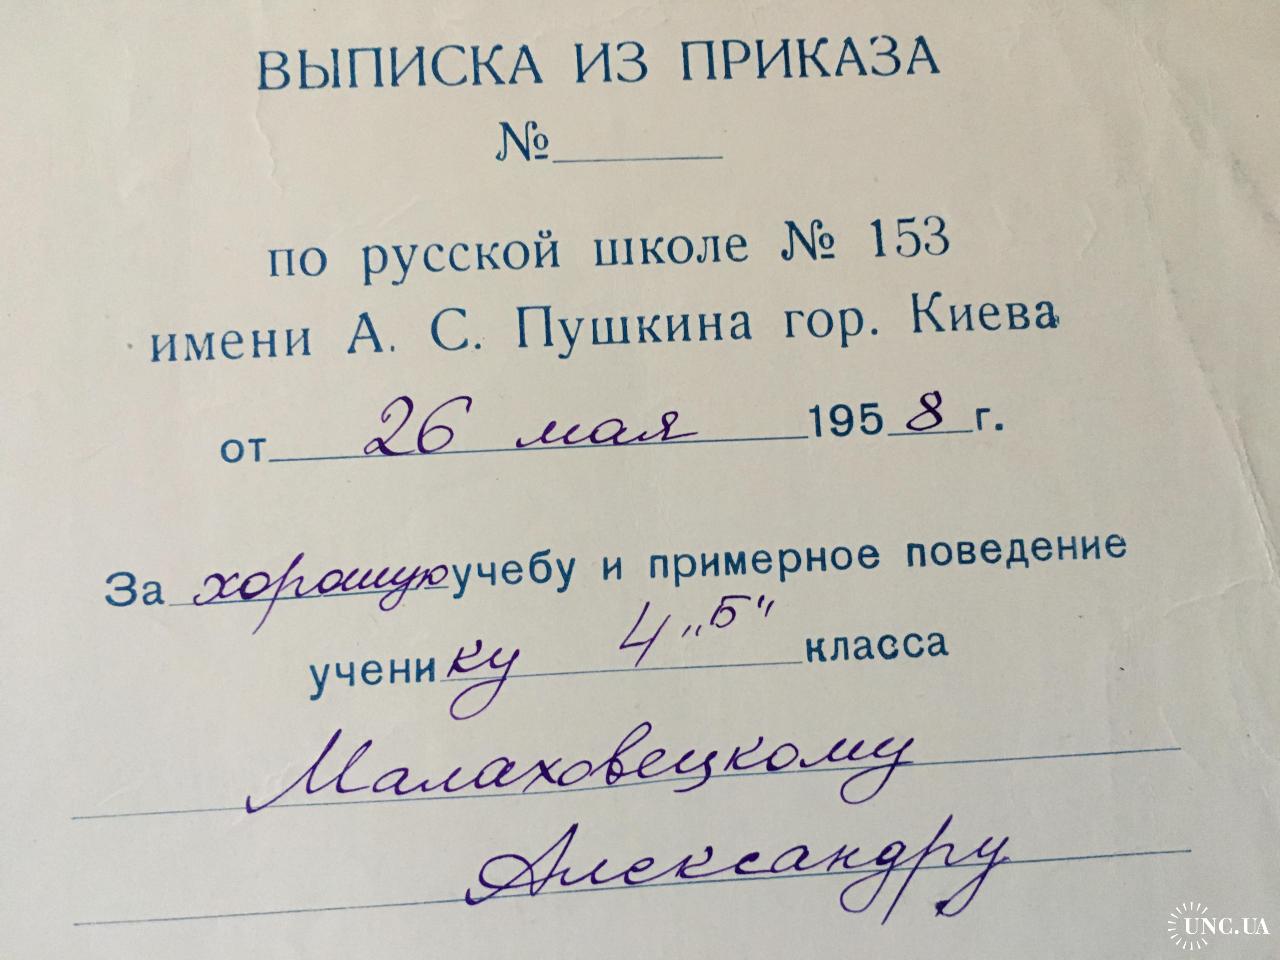 ВЫПИСКА ИЗ ПРИКАЗА
№
по русской школе № 153
имени А. С. Пушкина гор. Киева
от 26 мая 1958 г.
За хорошую учебу и примерное поведение
ученику 4 „Б“ класса
Малаховецкому
Александру
UNC.UA